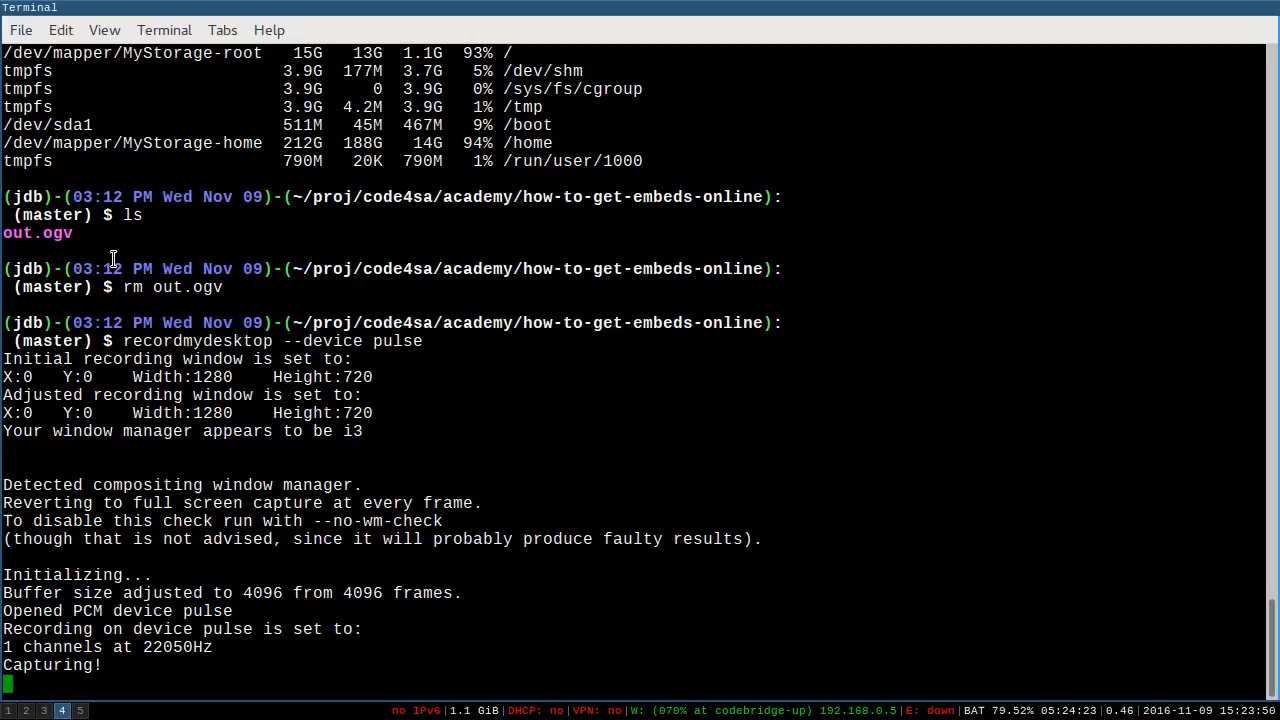 Terminal
File Edit View Terminal Tabs Help
/dev/mapper/MyStorage-root 15G 13G 1.1G 93% /
tmpfs 3.9G 177M 3.7G 5% /dev/shm
tmpfs 3.9G 0 3.9G 0% /sys/fs/cgroup
tmpfs 3.9G 4.2M 3.9G 1% /tmp
/dev/sda1 511M 45M 467M 9% /boot
/dev/mapper/MyStorage-home 212G 188G 14G 94% /home
tmpfs 790M 20K 790M 1% /run/user/1000
(jdb)-(03:12 PM Wed Nov 09)-(~/proj/code4sa/academy/how-to-get-embeds-online):
(master) $ ls
out.ogv
(jdb)-(03:12 PM Wed Nov 09)-(~/proj/code4sa/academy/how-to-get-embeds-online):
(master) $ rm out.ogv
(jdb)-(03:12 PM Wed Nov 09)-(~/proj/code4sa/academy/how-to-get-embeds-online):
(master) $ recordmydesktop --device pulse
Initial recording window is set to:
X:0 Y:0 Width:1280 Height:720
Adjusted recording window is set to:
X:0 Y:0 Width:1280 Height:720
Your window manager appears to be i3
Detected compositing window manager.
Reverting to full screen capture at every frame.
To disable this check run with --no-wm-check
(though that is not advised, since it will probably produce faulty results).
Initializing...
Buffer size adjusted to 4096 from 4096 frames.
Opened PCM device pulse
Recording on device pulse is set to:
1 channels at 22050Hz
Capturing!
1 2 3 4 5 no IPv6|1.1 GiB|DHCP: no|VPN: no|W: (070% at codebridge-up) 192.168.0.5|E: down|BAT 79.52% 05:24:23|0.46|2016-11-09 15:23:50